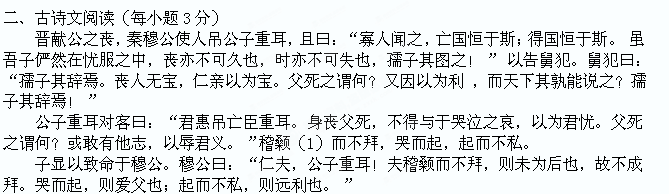 二、古诗文阅读（每小题3分）
晋献公之丧，秦穆公使人吊公子重耳，且曰：“寡人闻之，亡国恒于斯；得国恒于斯。 虽
吾子俨然在忧服之中，丧亦不可久也，时亦不可失也，孺子其图之！ ” 以告舅犯。舅犯曰：
“孺子其辞焉。丧人无宝，仁亲以为宝。父死之谓何？又因以为利 ，而天下其孰能说之？孺
子其辞焉！ ”
公子重耳对客曰：“君惠吊亡臣重耳。身丧父死，不得与于哭泣之哀，以为君忧。父死
之谓何？或敢有他志，以辱君义。”稽颡（1）而不拜，哭而起，起而不私。
子显以致命于穆公。穆公曰：“仁夫，公子重耳！夫稽颡而不拜，则未为后也，故不成
拜。哭而起，则爱父也；起而不私，则远利也。 ”